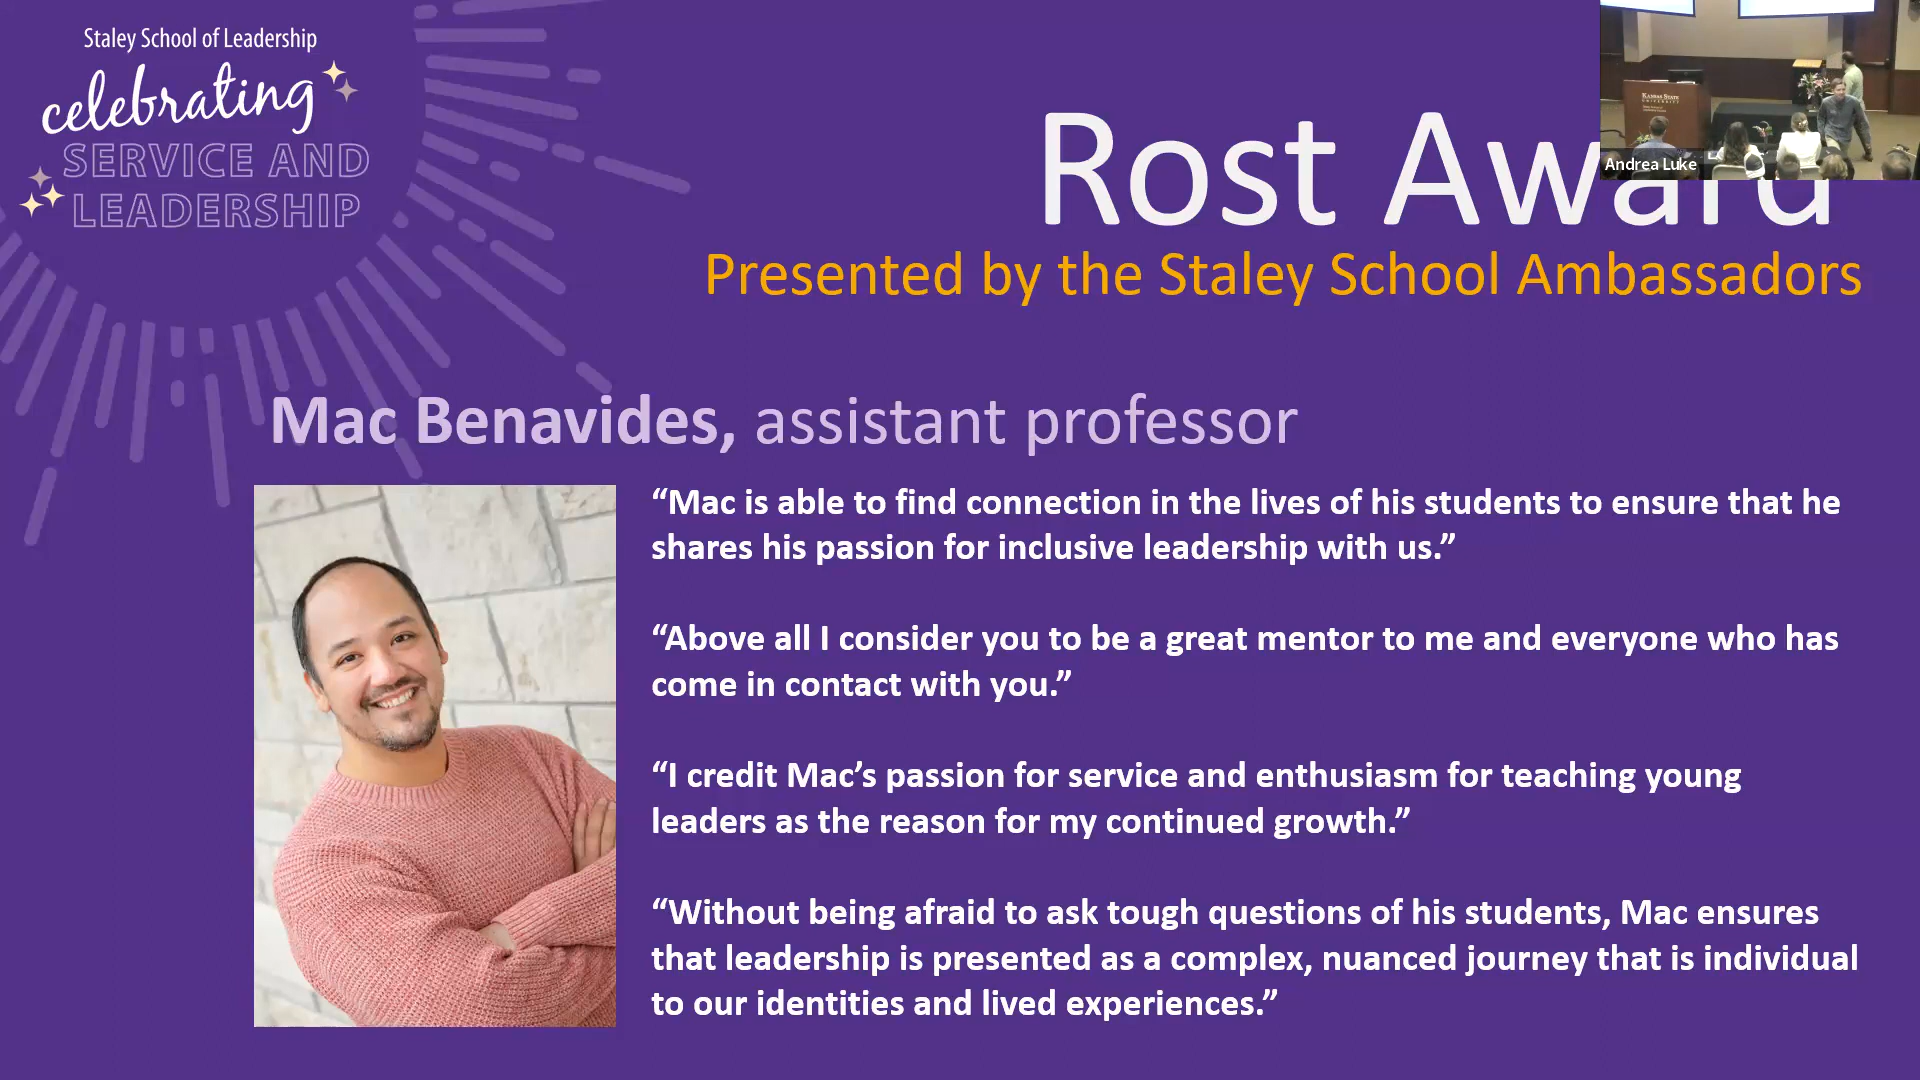 Staley School of Leadership
celebrating
SERVICE AND
LEADERSHIP
Rost Award
Presented by the Staley School Ambassadors
KANSAS STATE
UNIVERSITY
Andrea Luke
Mac Benavides, assistant professor
“Mac is able to find connection in the lives of his students to ensure that he
shares his passion for inclusive leadership with us.”
“Above all I consider you to be a great mentor to me and everyone who has
come in contact with you.”
“I credit Mac’s passion for service and enthusiasm for teaching young
leaders as the reason for my continued growth.”
“Without being afraid to ask tough questions of his students, Mac ensures
that leadership is presented as a complex, nuanced journey that is individual
to our identities and lived experiences.”